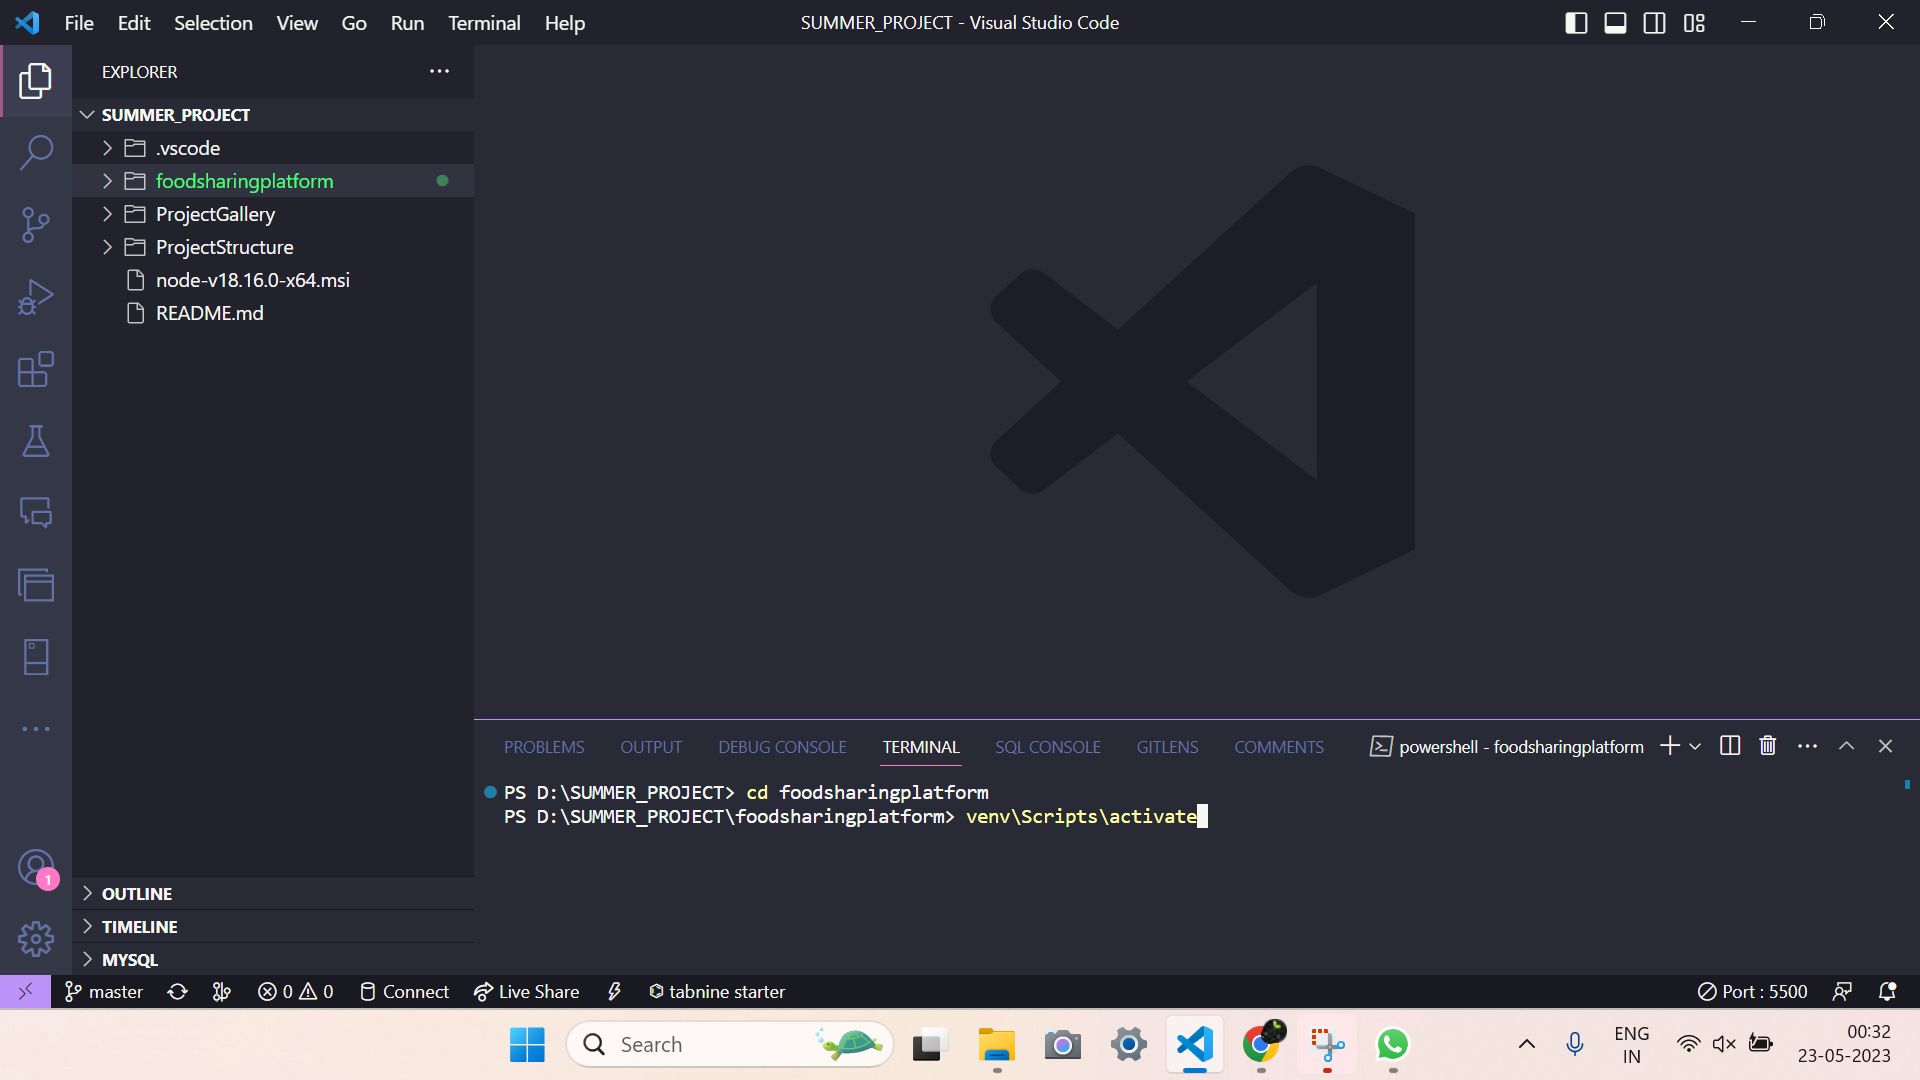 File Edit Selection View Go Run Terminal Help
SUMMER_PROJECT - Visual Studio Code
EXPLORER
SUMMER_PROJECT
.vscode
foodsharingplatform
ProjectGallery
ProjectStructure
node-v18.16.0-x64.msi
README.md
PROBLEMS OUTPUT DEBUG CONSOLE TERMINAL SQL CONSOLE GITLENS COMMENTS powershell - foodsharingplatform
PS D:\SUMMER_PROJECT> cd foodsharingplatform
PS D:\SUMMER_PROJECT\foodsharingplatform> venv\Scripts\activate
1
OUTLINE
TIMELINE
MYSQL
master 0 0 Connect Live Share tabnine starter Port : 5500
Search
ENG
IN
00:32
23-05-2023